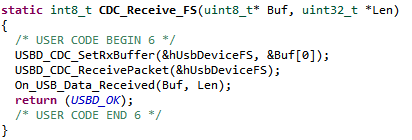 static int8_t CDC_Receive_FS(uint8_t* Buf, uint32_t *Len)
{
  /* USER CODE BEGIN 6 */
  USBD_CDC_SetRxBuffer(&hUsbDeviceFS, &Buf[0]);
  USBD_CDC_ReceivePacket(&hUsbDeviceFS);
  On_USB_Data_Received(Buf, Len);
  return (USBD_OK);
  /* USER CODE END 6 */
}